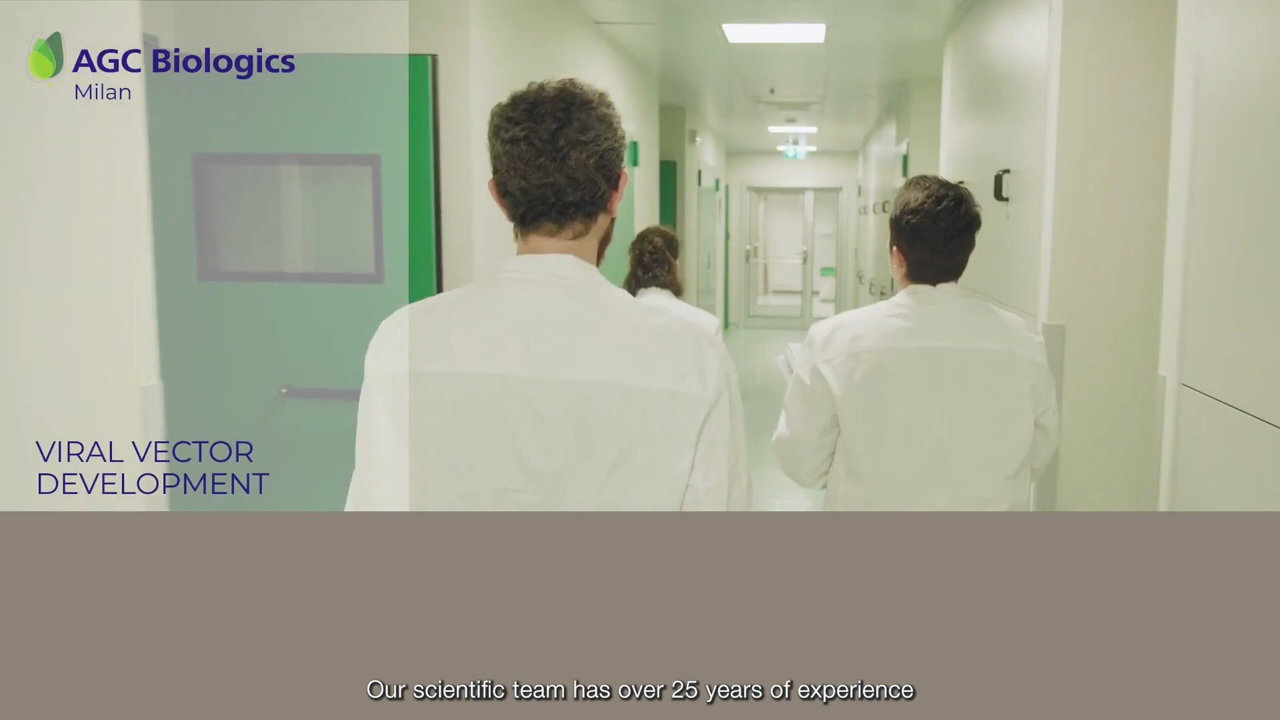 AGC Biologics
Milan
VIRAL VECTOR
DEVELOPMENT
Our scientific team has over 25 years of experience